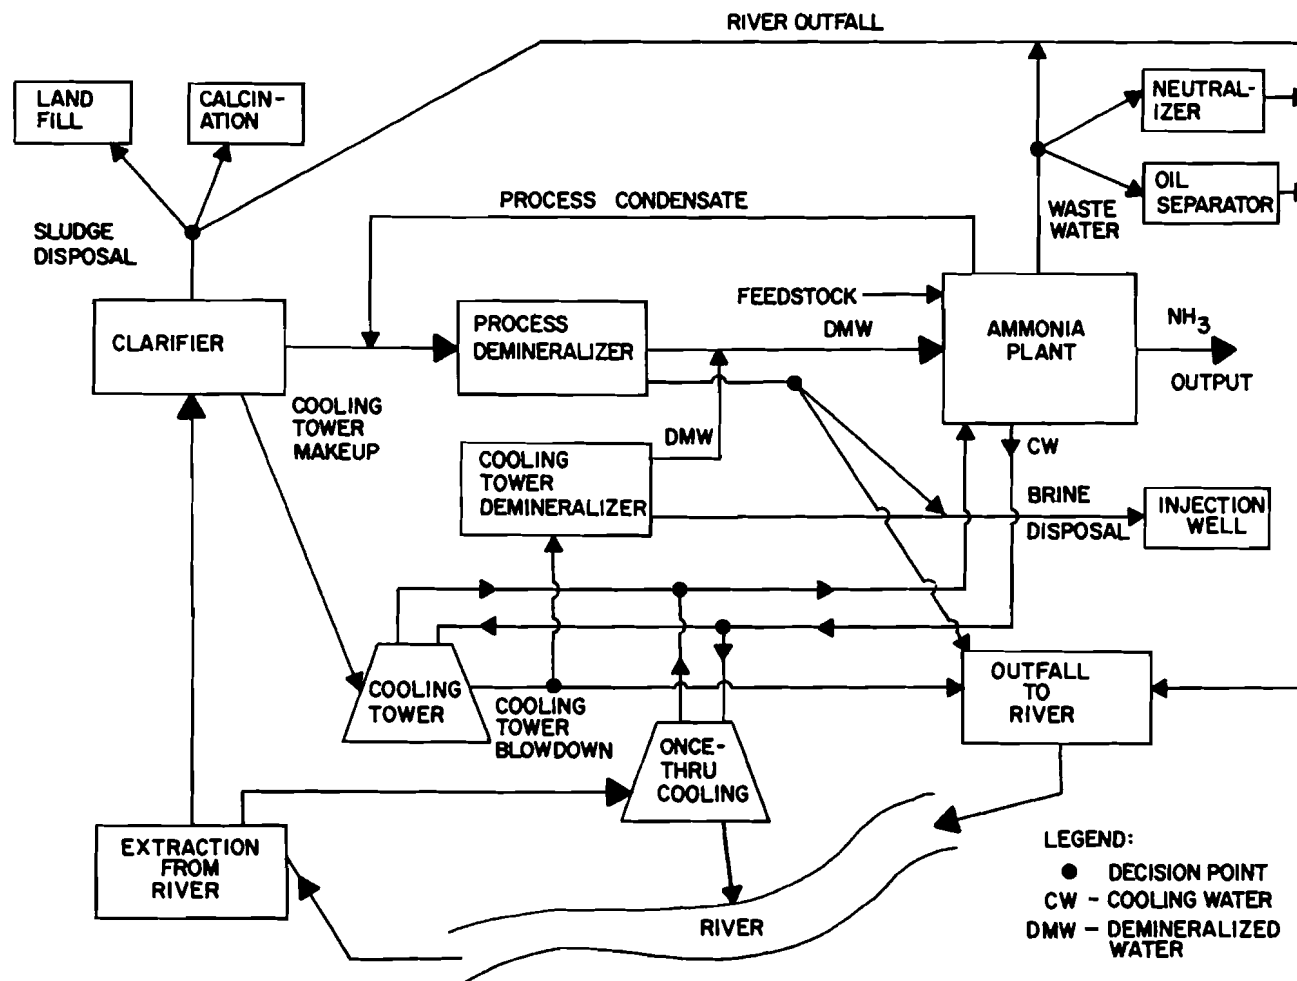 RIVER OUTFALL
LAND
FILL
CALCIN-
ATION
NEUTRAL-
IZER
OIL
SEPARATOR
PROCESS CONDENSATE
WASTE
WATER
SLUDGE
DISPOSAL
FEEDSTOCK
CLARIFIER
PROCESS
DEMINERALIZER
DMW
AMMONIA
PLANT
NH3
OUTPUT
COOLING
TOWER
MAKEUP
DMW
CW
COOLING
TOWER
DEMINERALIZER
BRINE
DISPOSAL
INJECTION
WELL
COOLING
TOWER
COOLING
TOWER
BLOWDOWN
OUTFALL
TO
RIVER
ONCE-
THRU
COOLING
EXTRACTION
FROM
RIVER
RIVER
LEGEND:
DECISION POINT
CW - COOLING WATER
DMW - DEMINERALIZED
WATER